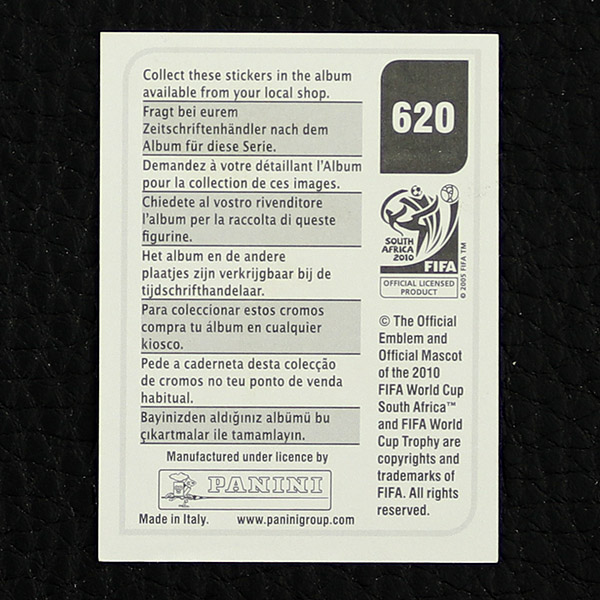 Collect these stickers in the album
available from your local shop.
Fragt bei eurem
Zeitschriftenhändler nach dem
Album für diese Serie.
Demandez à votre détaillant l'Album
pour la collection de ces images.
Chiedete al vostro rivenditore
l'album per la raccolta di queste
figurine.
Het album en de andere
plaatjes zijn verkrijgbaar bij de
tijdschrifthandelaar.
Para coleccionar estos cromos
compra tu álbum en cualquier
kiosco.
Pede a caderneta desta colecção
de cromos no teu ponto de venda
habitual.
Bayinizden aldığınız albümü bu
çıkartmalar ile tamamlayın.
Manufactured under licence by
PANINI
Made in Italy. www.paninigroup.com
620
SOUTH
AFRICA
2010
FIFA
OFFICIAL LICENSED
PRODUCT
© 2005 FIFA TM
© The Official
Emblem and
Official Mascot
of the 2010
FIFA World Cup
South Africa™
and FIFA World
Cup Trophy are
copyrights and
trademarks of
FIFA. All rights
reserved.